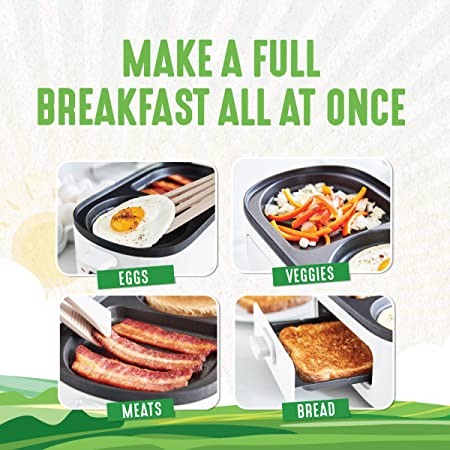 MAKE A FULL
BREAKFAST ALL AT ONCE
EGGS
VEGGIES
MEATS
BREAD